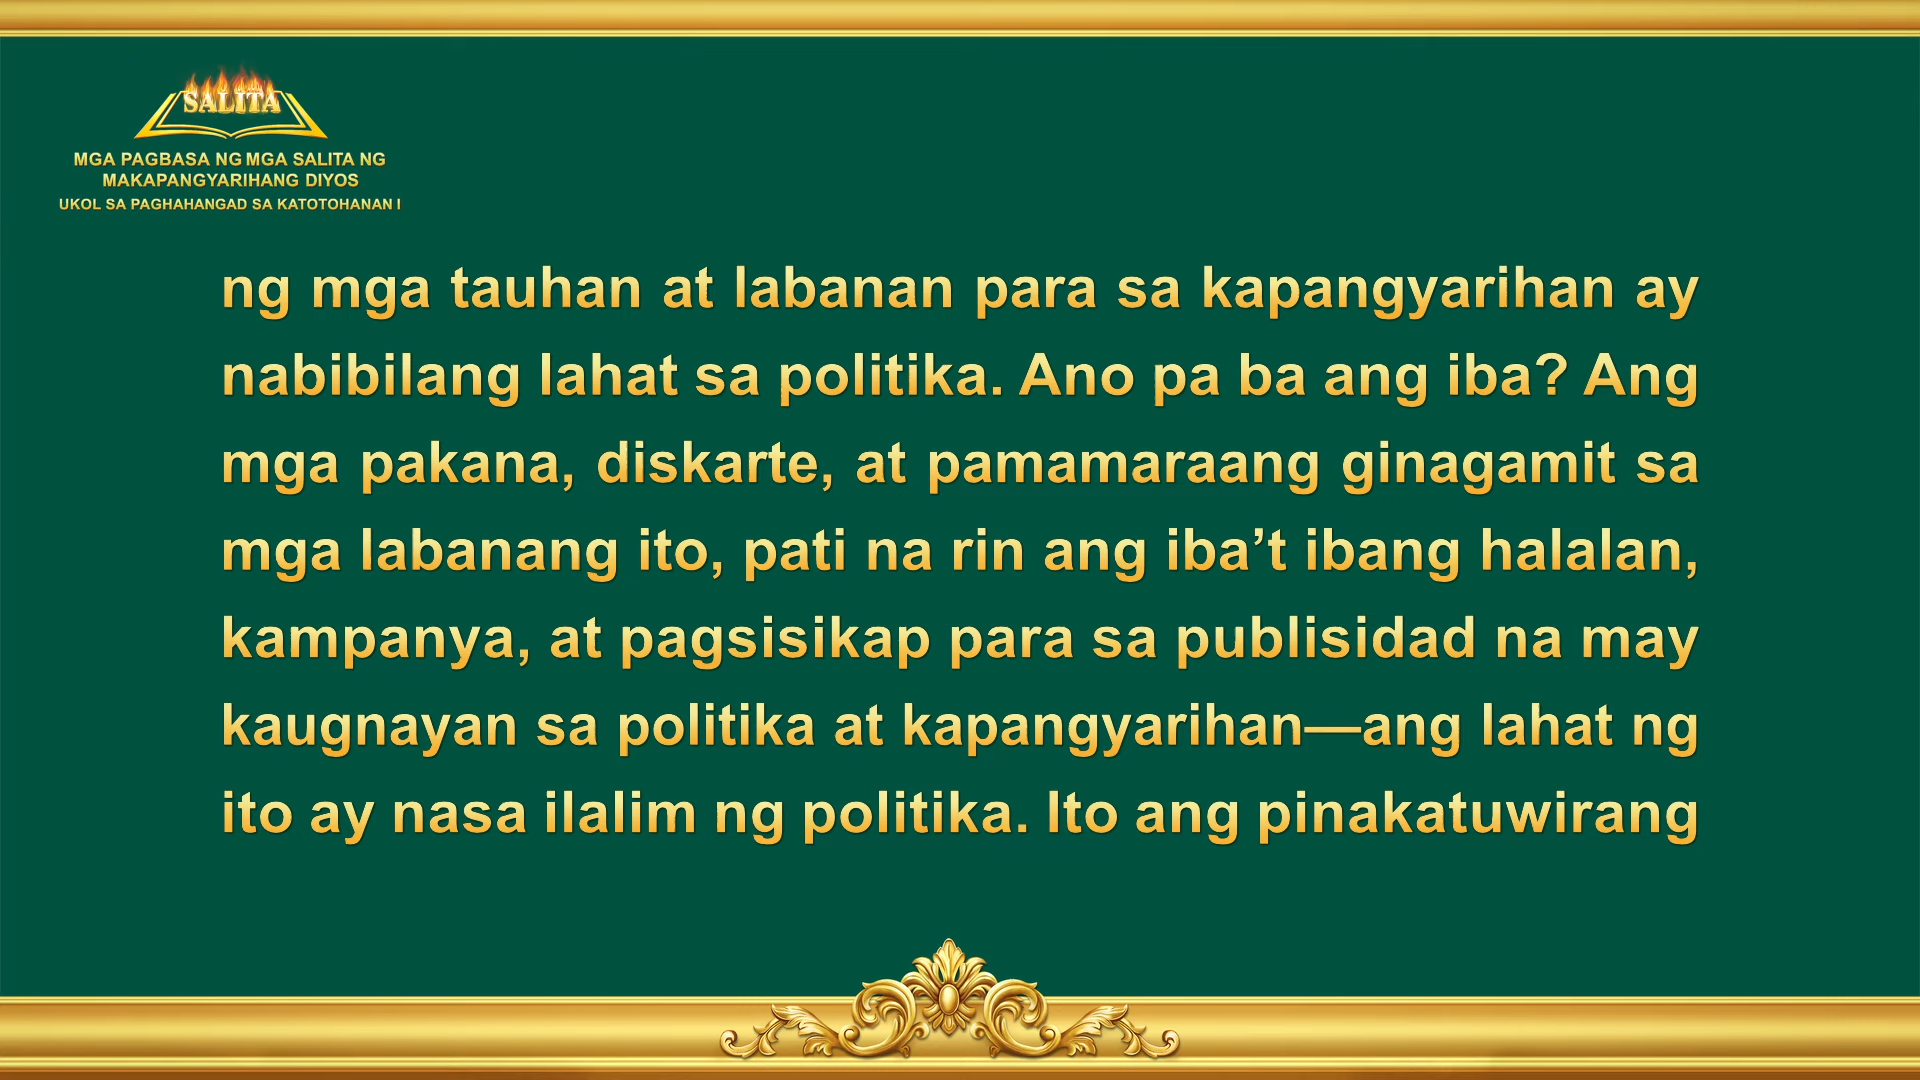 SALITA
MGA PAGBASA NG MGA SALITA NG
MAKAPANGYARIHANG DIYOS
UKOL SA PAGHAHANGAD SA KATOTOHANAN I
ng mga tauhan at labanan para sa kapangyarihan ay
nabibilang lahat sa politika. Ano pa ba ang iba? Ang
mga pakana, diskarte, at pamamaraang ginagamit sa
mga labanang ito, pati na rin ang iba’t ibang halalan,
kampanya, at pagsisikap para sa publisidad na may
kaugnayan sa politika at kapangyarihan—ang lahat ng
ito ay nasa ilalim ng politika. Ito ang pinakatuwirang